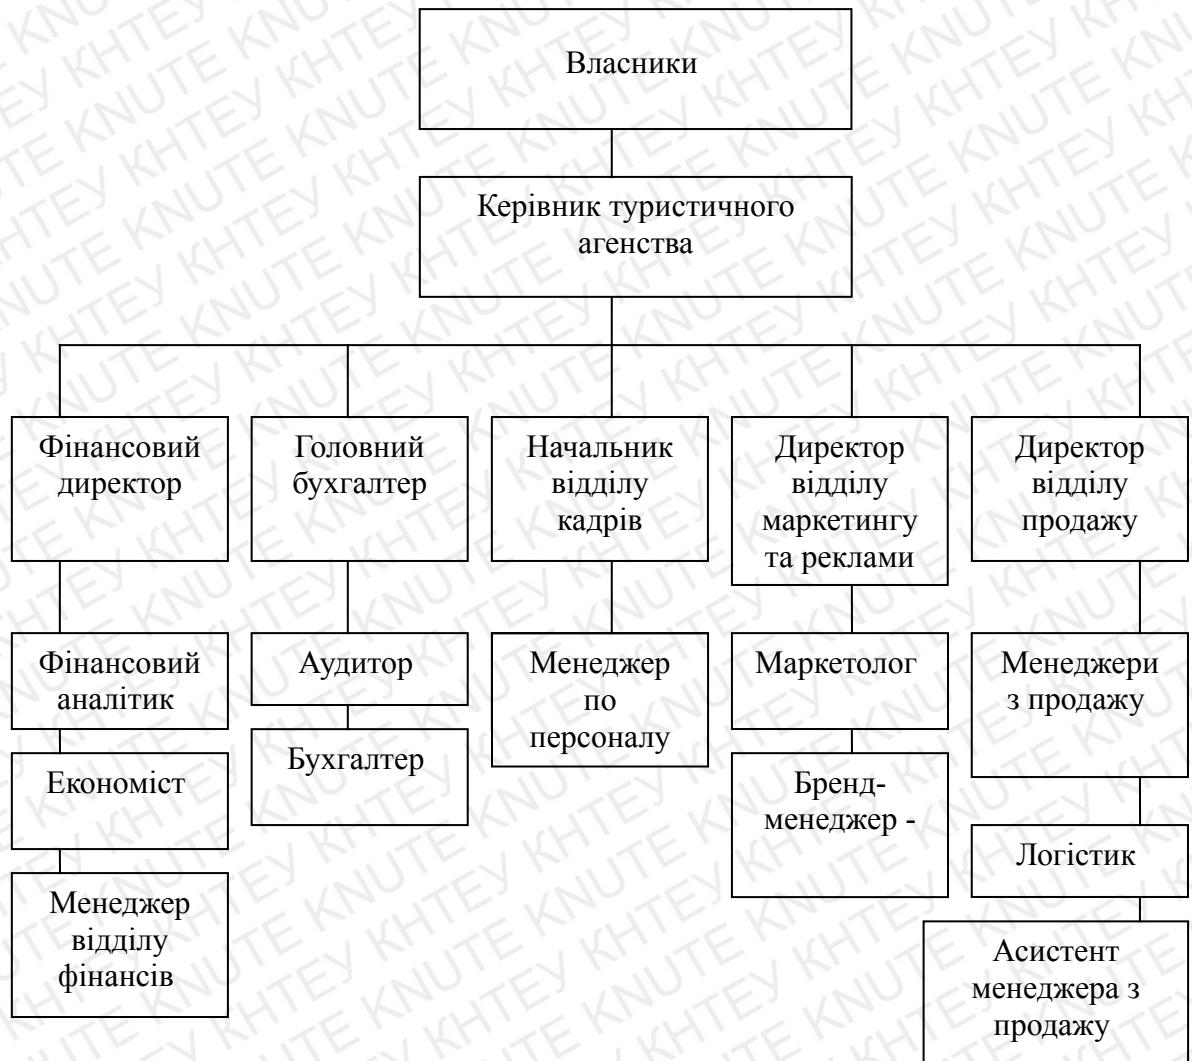 Власники
Керівник туристичного
агенства
Фінансовий
директор
Головний
бухгалтер
Начальник
відділу
кадрів
Директор
відділу
маркетингу
та реклами
Директор
відділу
продажу
Фінансовий
аналітик
Аудитор
Менеджер
по
персоналу
Маркетолог
Менеджери
з продажу
Економіст
Бухгалтер
Бренд-
менеджер -
Логістик
Менеджер
відділу
фінансів
Асистент
менеджера з
продажу
KNUTE КНТЕУ